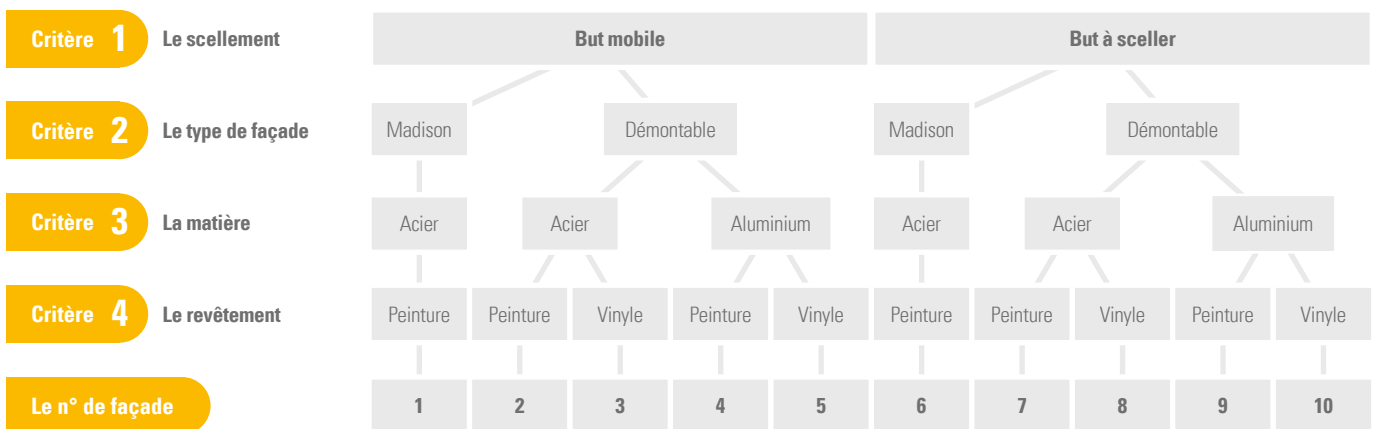 Critère 1 Le scellement But mobile But à sceller
Critère 2 Le type de façade Madison Démontable Madison Démontable
Critère 3 La matière Acier Acier Aluminium Acier Acier Aluminium
Critère 4 Le revêtement Peinture Peinture Vinyle Peinture Vinyle Peinture Peinture Vinyle Peinture Vinyle
Le n° de façade 1 2 3 4 5 6 7 8 9 10